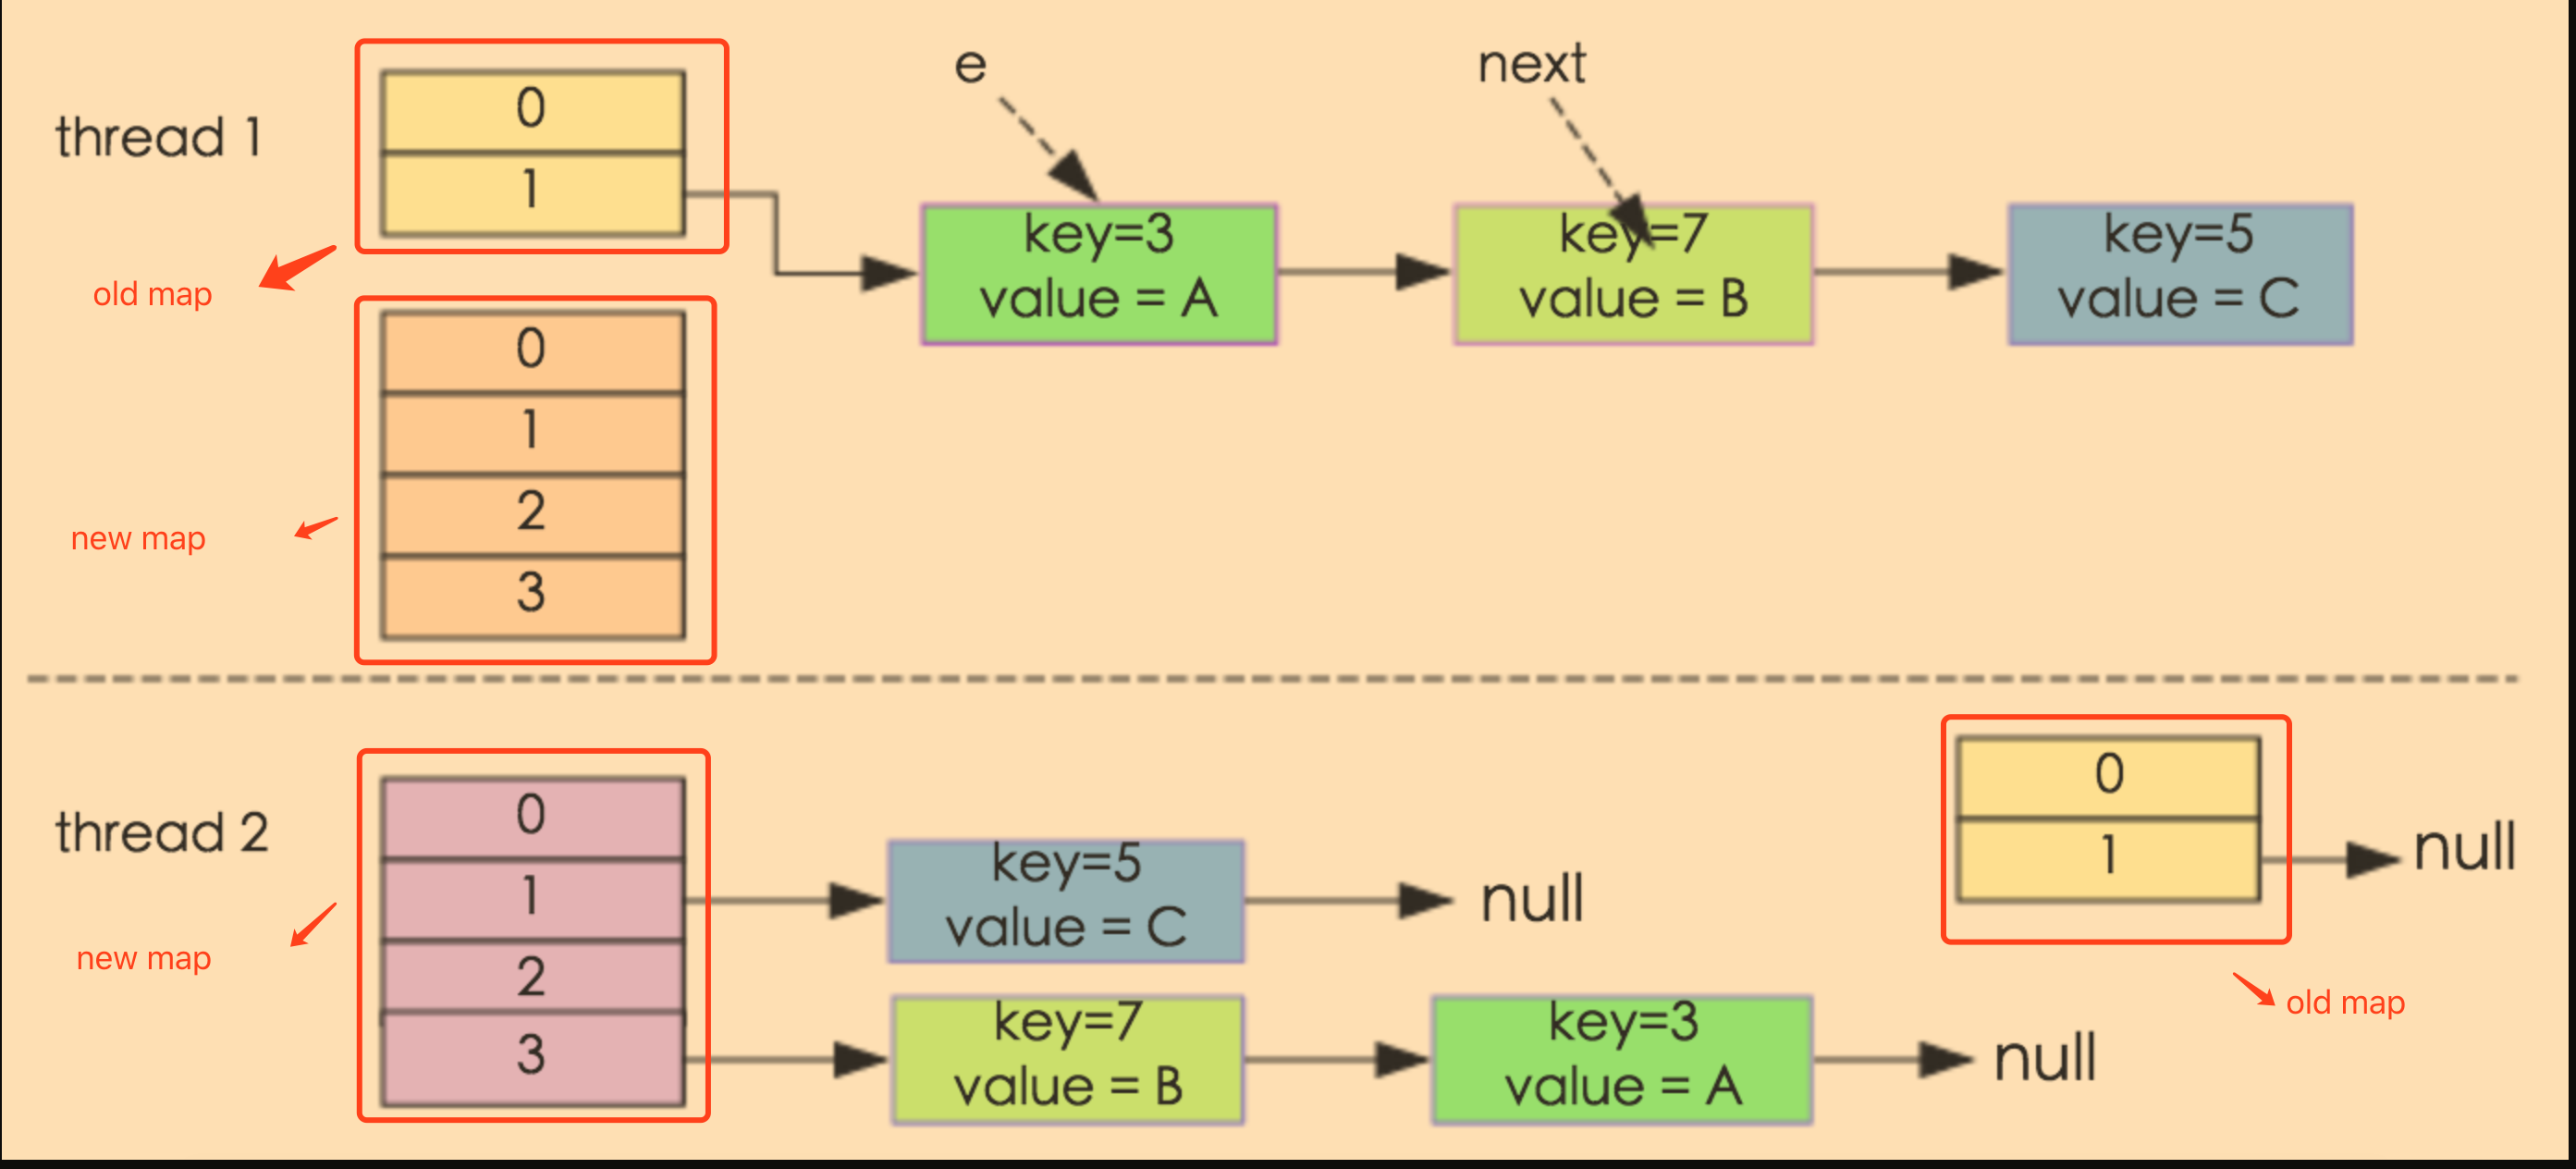 e
next
thread 1
0
1
key=3
value = A
key=7
value = B
key=5
value = C
old map
0
1
2
3
new map
thread 2
0
1
2
3
new map
key=5
value = C
null
key=7
value = B
key=3
value = A
null
0
1
null
old map